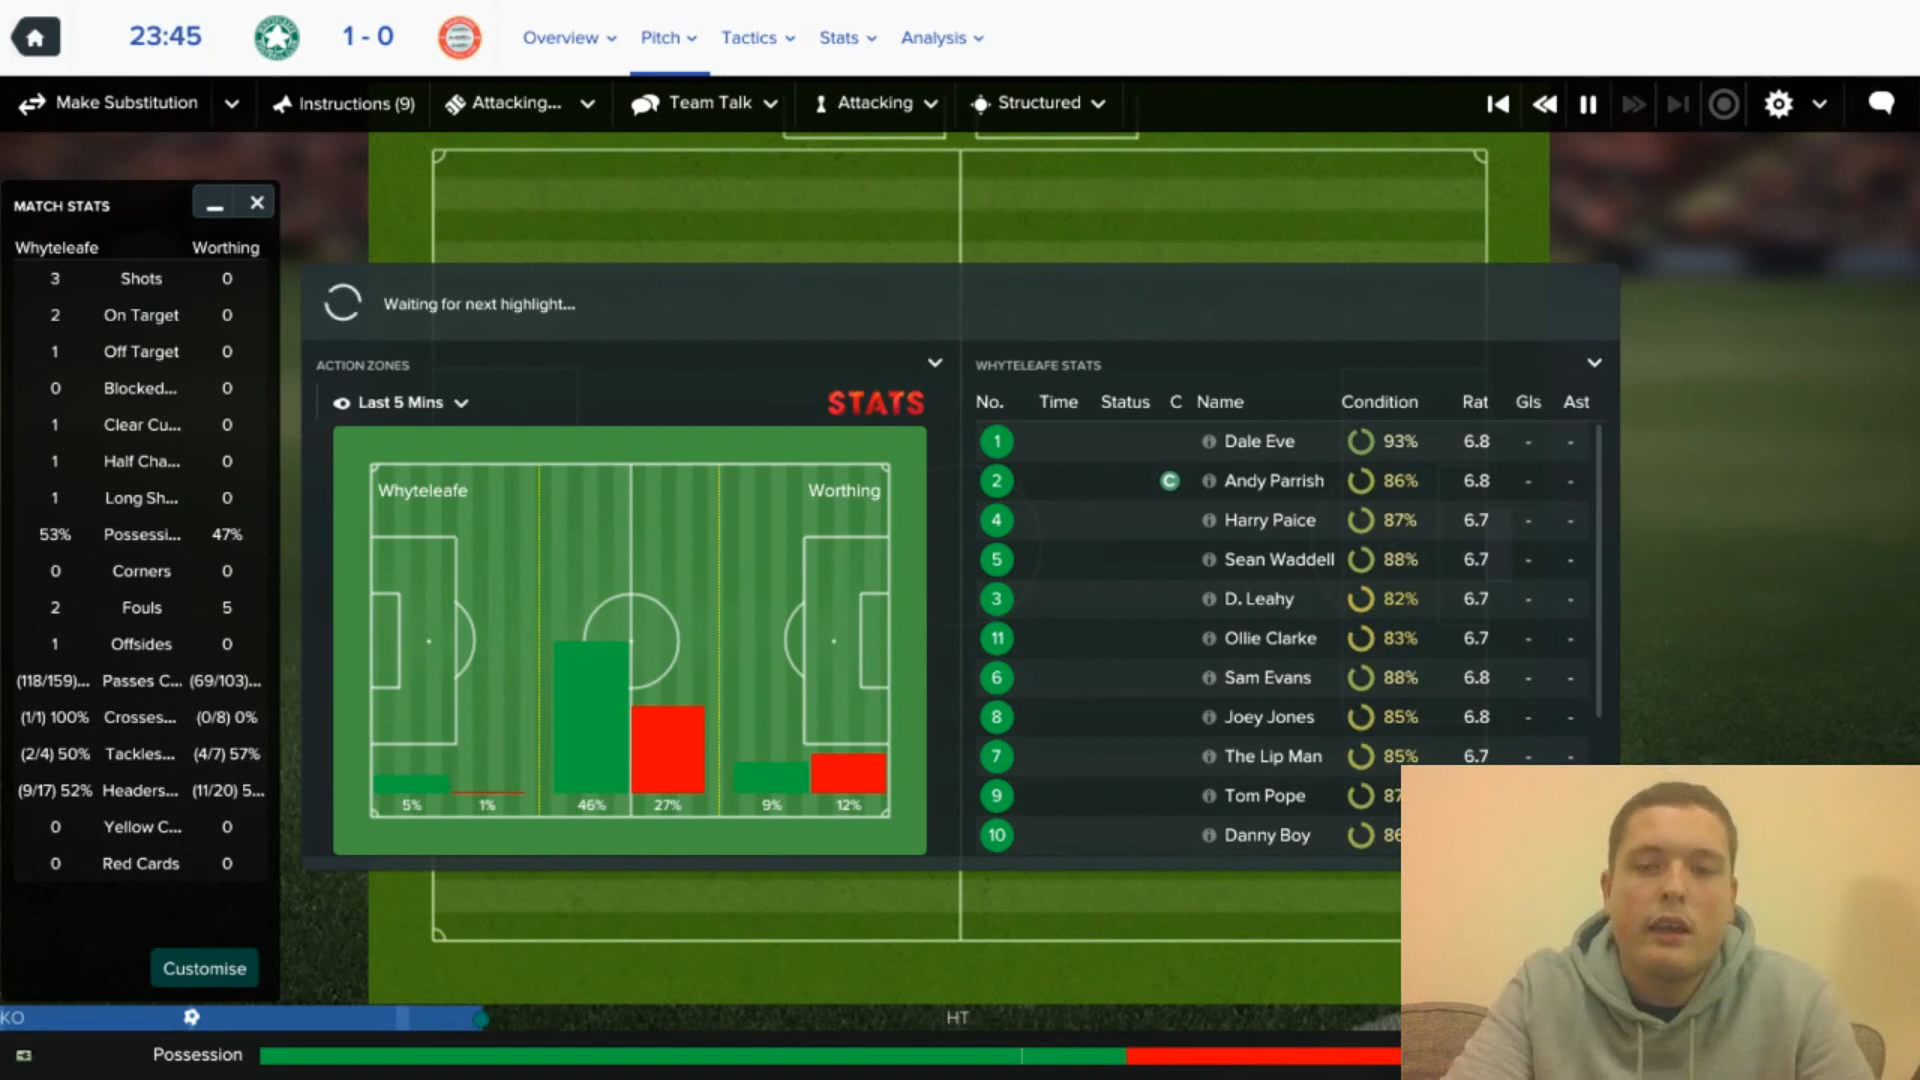 23:45 1 - 0 Overview Pitch Tactics Stats Analysis
Make Substitution Instructions (9) Attacking... Team Talk Attacking Structured
MATCH STATS
Whyteleafe Worthing
3 Shots 0
2 On Target 0
1 Off Target 0
0 Blocked... 0
1 Clear Cu... 0
1 Half Cha... 0
1 Long Sh... 0
53% Possessi... 47%
0 Corners 0
2 Fouls 5
1 Offsides 0
(118/159)... Passes C... (69/103)...
(1/1) 100% Crosses... (0/8) 0%
(2/4) 50% Tackles... (4/7) 57%
(9/17) 52% Headers... (11/20) 5...
0 Yellow C... 0
0 Red Cards 0
Customise
Waiting for next highlight...
ACTION ZONES
Last 5 Mins STATS
Whyteleafe Worthing
5% 1% 46% 27% 9% 12%
WHYTELEAFE STATS
No. Time Status C Name Condition Rat Gls Ast
1 Dale Eve 93% 6.8 - -
2 C Andy Parrish 86% 6.8 - -
4 Harry Paice 87% 6.7 - -
5 Sean Waddell 88% 6.7 - -
3 D. Leahy 82% 6.7 - -
11 Ollie Clarke 83% 6.7 - -
6 Sam Evans 88% 6.8 - -
8 Joey Jones 85% 6.8 - -
7 The Lip Man 85% 6.7 - -
9 Tom Pope 87
10 Danny Boy 86
KO HT
Possession